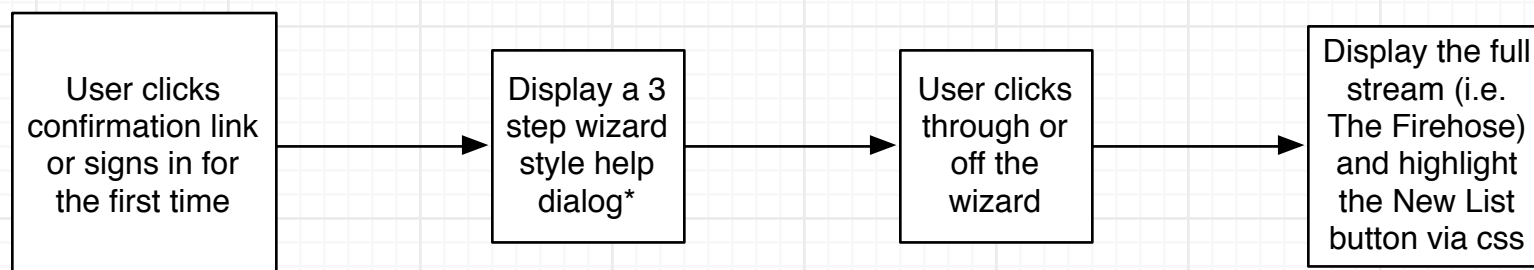 User clicks
confirmation link
or signs in for
the first time
Display a 3
step wizard
style help
dialog*
User clicks
through or
off the
wizard
Display the full
stream (i.e.
The Firehose)
and highlight
the New List
button via css